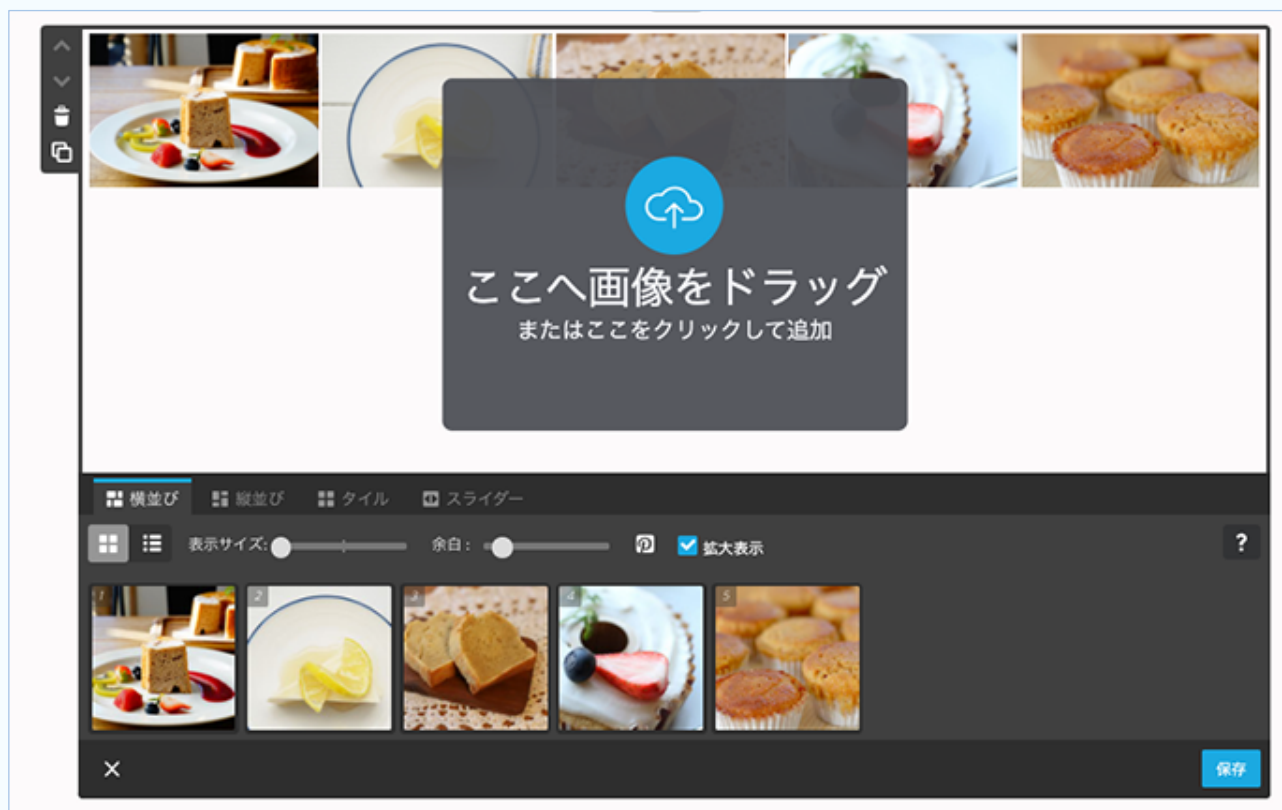 ここへ画像をドラッグ
またはここをクリックして追加
横並び 縦並び タイル スライダー
表示サイズ: 余白: 拡大表示 ?
1 2 3 4 5
保存